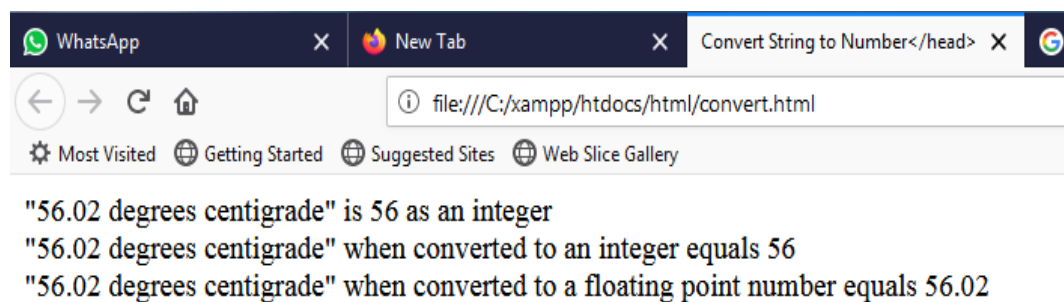 WhatsApp
New Tab
Convert String to Number</head>
file:///C:/xampp/htdocs/html/convert.html
Most Visited Getting Started Suggested Sites Web Slice Gallery
"56.02 degrees centigrade" is 56 as an integer
"56.02 degrees centigrade" when converted to an integer equals 56
"56.02 degrees centigrade" when converted to a floating point number equals 56.02